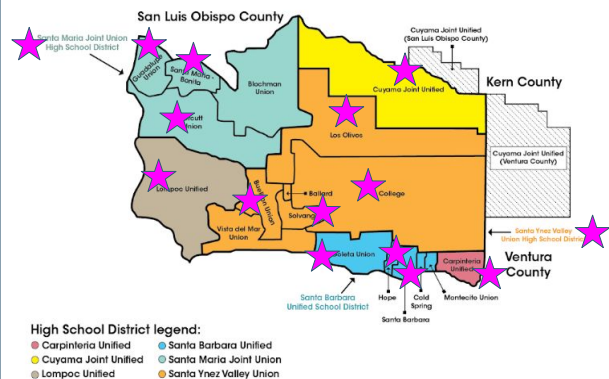 San Luis Obispo County
Santa Maria Joint Union
High School District
Cuyama Joint Unified
(San Luis Obispo County)
Guadalupe
Union
Bonita
Blochman
Union
Cuyama Joint Unified
Kern County
Los Olivos
Cuyama Joint Unified
(Ventura County)
Lompoc Unified
Union
Ballard
College
Solvang
Vista del Mar
Union
Santa Ynez Valley
Union High School District
Goleta Union
Carpinteria
Unified
Ventura
County
Santa Barbara
Unified School District
Hope
Cold
Spring
Montecito Union
Santa Barbara
High School District legend:
Carpinteria Unified
Santa Barbara Unified
Cuyama Joint Unified
Santa Maria Joint Union
Lompoc Unified
Santa Ynez Valley Union